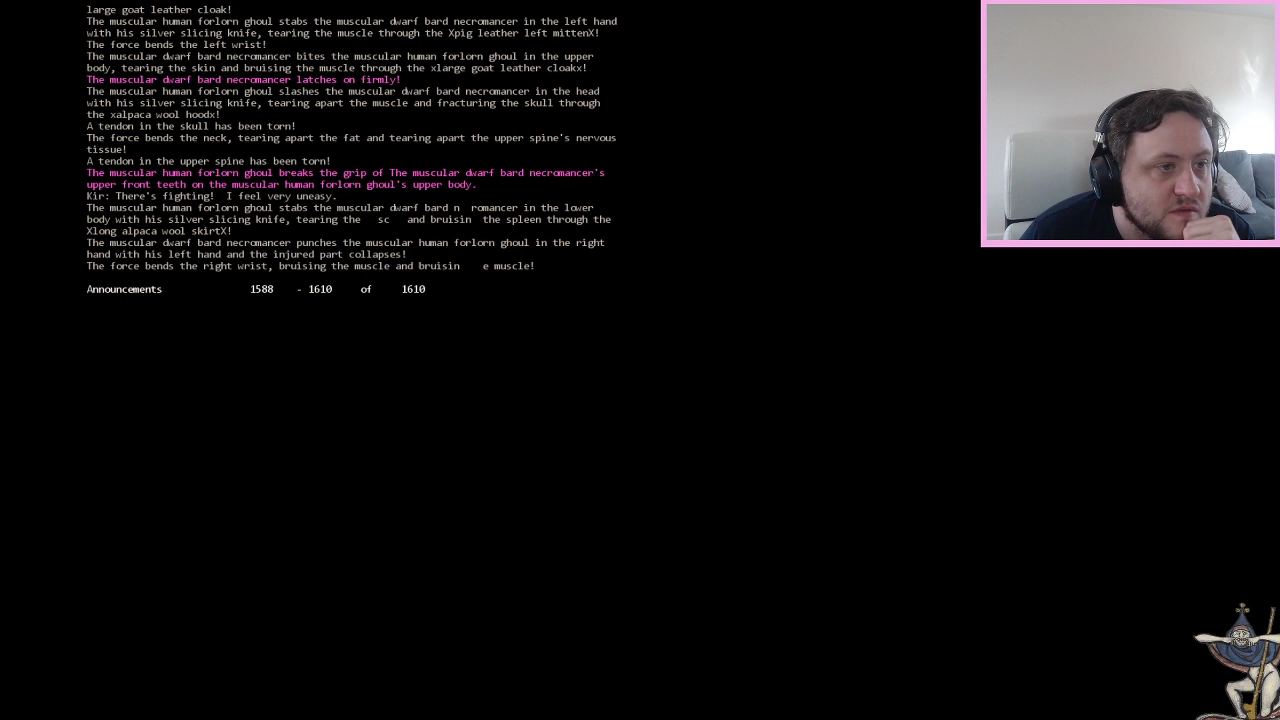 large goat leather cloak!
The muscular human forlorn ghoul stabs the muscular dwarf bard necromancer in the left hand
with his silver slicing knife, tearing the muscle through the Xpig leather left mittenX!
The force bends the left wrist!
The muscular dwarf bard necromancer bites the muscular human forlorn ghoul in the upper
body, tearing the skin and bruising the muscle through the xlarge goat leather cloakx!
The muscular dwarf bard necromancer latches on firmly!
The muscular human forlorn ghoul slashes the muscular dwarf bard necromancer in the head
with his silver slicing knife, tearing apart the muscle and fracturing the skull through
the xalpaca wool hoodx!
A tendon in the skull has been torn!
The force bends the neck, tearing apart the fat and tearing apart the upper spine's nervous
tissue!
A tendon in the upper spine has been torn!
The muscular human forlorn ghoul breaks the grip of The muscular dwarf bard necromancer's
upper front teeth on the muscular human forlorn ghoul's upper body.
Kir: There's fighting! I feel very uneasy.
The muscular human forlorn ghoul stabs the muscular dwarf bard n romancer in the lower
body with his silver slicing knife, tearing the sc and bruisin the spleen through the
Xlong alpaca wool skirtX!
The muscular dwarf bard necromancer punches the muscular human forlorn ghoul in the right
hand with his left hand and the injured part collapses!
The force bends the right wrist, bruising the muscle and bruisin e muscle!
Announcements 1588 - 1610 of 1610